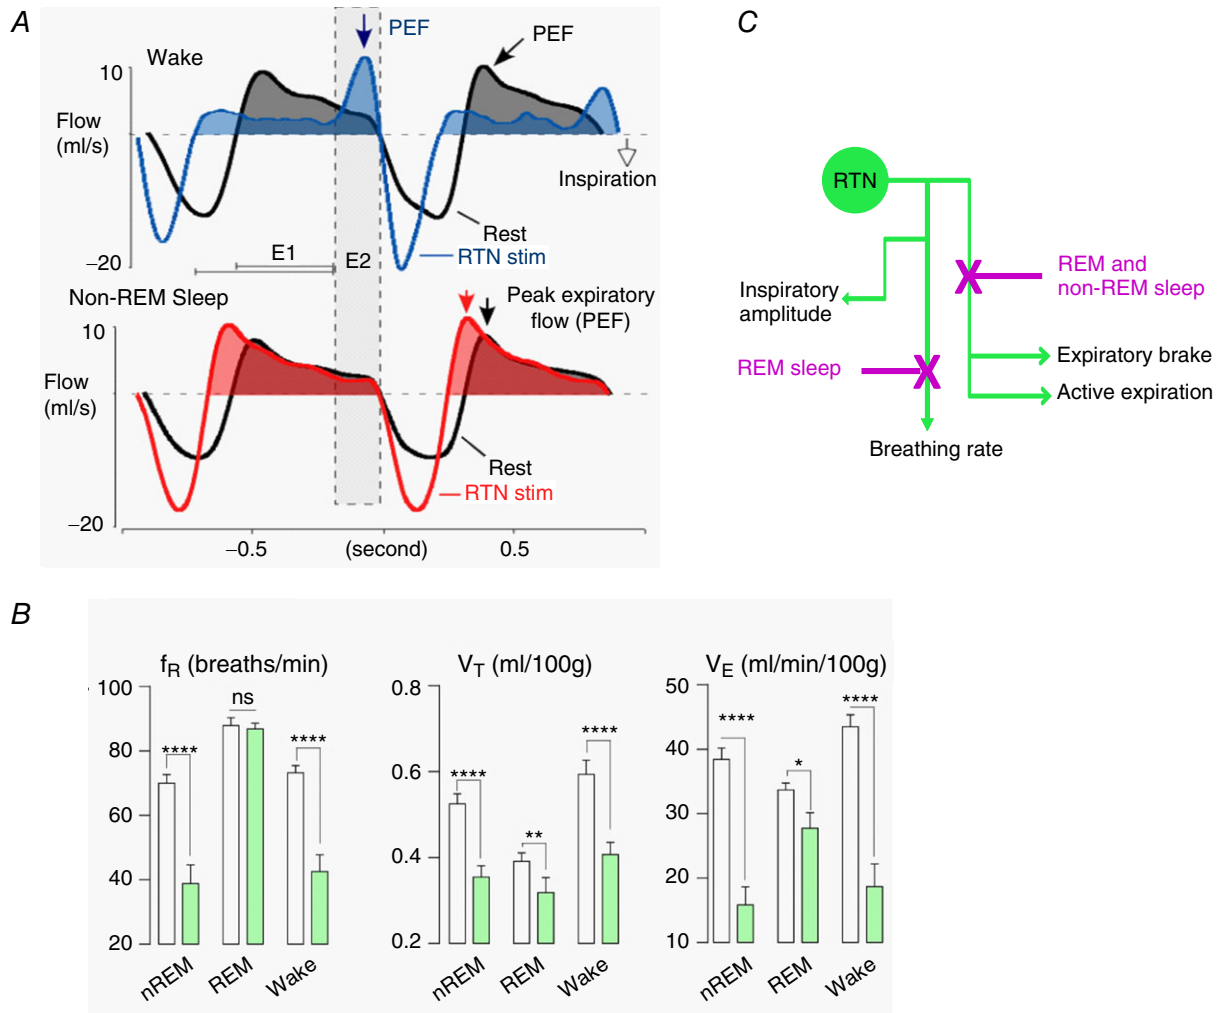 A
Wake
PEF
PEF
10
Flow
(ml/s)
Inspiration
Rest
RTN stim
E1
E2
−20
Non-REM Sleep
Peak expiratory
flow (PEF)
10
Flow
(ml/s)
Rest
RTN stim
−20
−0.5
(second)
0.5
C
RTN
REM and
non-REM sleep
Inspiratory
amplitude
REM sleep
Expiratory brake
Active expiration
Breathing rate
B
fR (breaths/min)
100
80
60
40
20
****
ns
****
nREM
REM
Wake
VT (ml/100g)
0.8
0.6
0.4
0.2
****
**
****
nREM
REM
Wake
VE (ml/min/100g)
50
40
30
20
10
****
*
****
nREM
REM
Wake